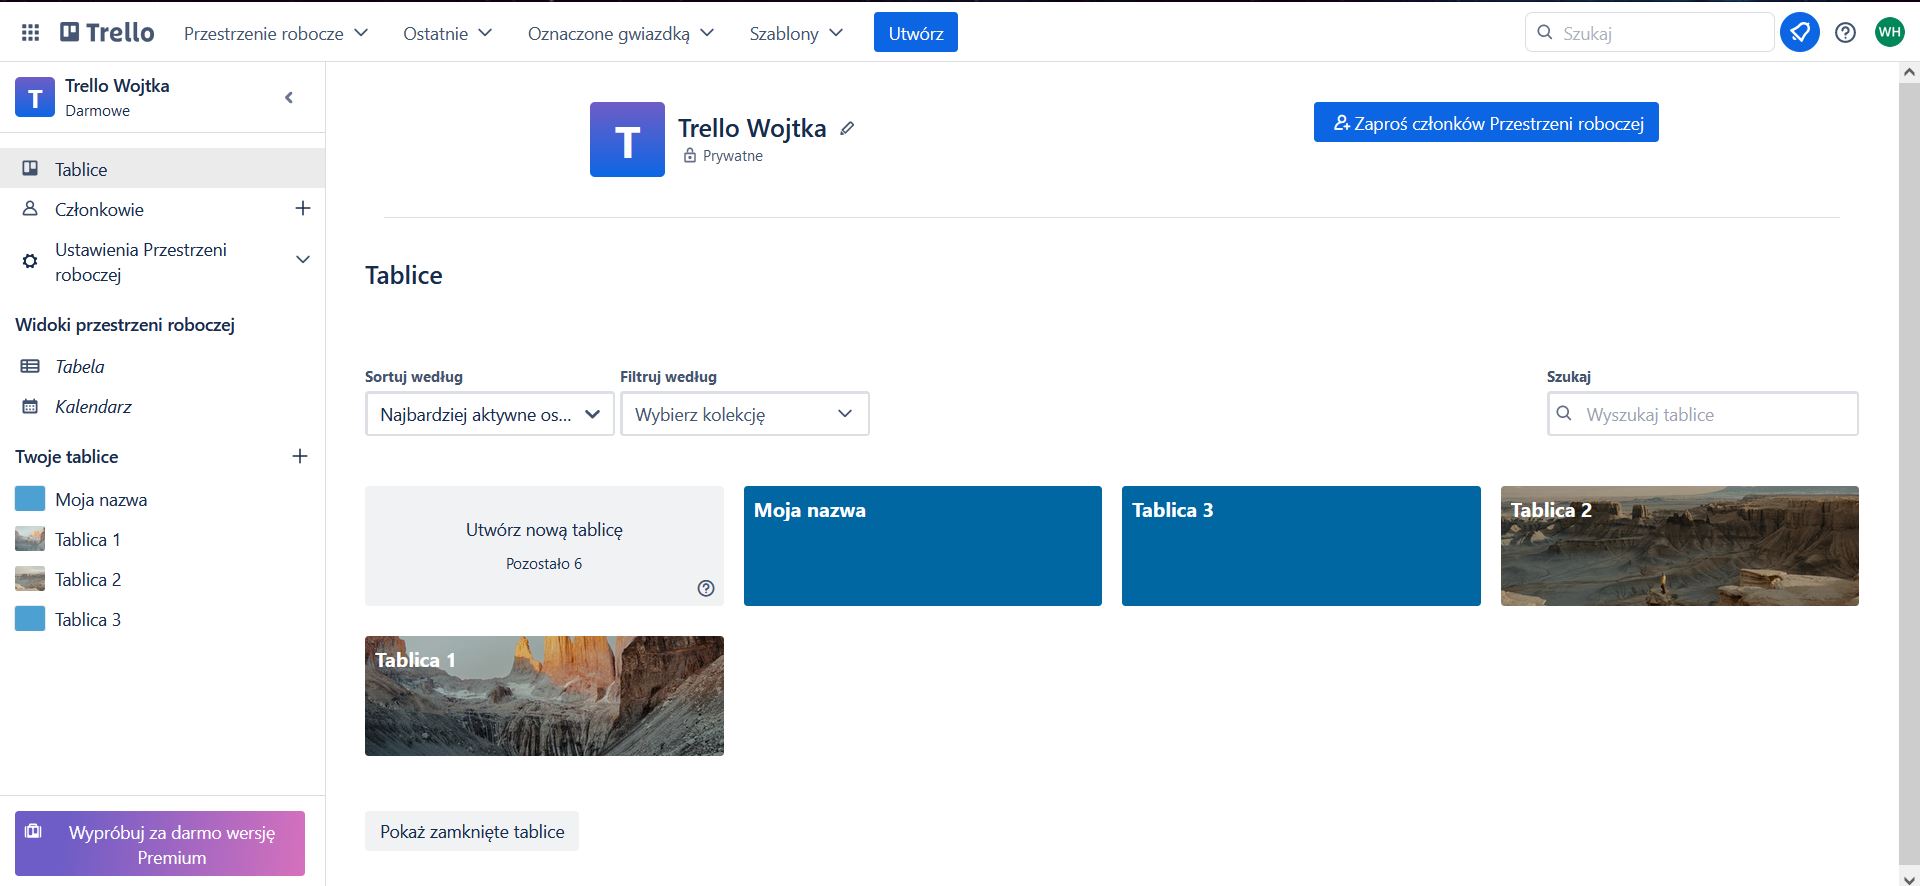 Trello
Przestrzenie robocze
Ostatnie
Oznaczone gwiazdką
Szablony
Utwórz
Szukaj
WH
T
Trello Wojtka
Darmowe
Tablice
Członkowie
Ustawienia Przestrzeni
roboczej
Widoki przestrzeni roboczej
Tabela
Kalendarz
Twoje tablice
Moja nazwa
Tablica 1
Tablica 2
Tablica 3
Wypróbuj za darmo wersję
Premium
T
Trello Wojtka
Prywatne
Zaproś członków Przestrzeni roboczej
Tablice
Sortuj według
Najbardziej aktywne os...
Filtruj według
Wybierz kolekcję
Szukaj
Wyszukaj tablice
Utwórz nową tablicę
Pozostało 6
Moja nazwa
Tablica 3
Tablica 2
Tablica 1
Pokaż zamknięte tablice